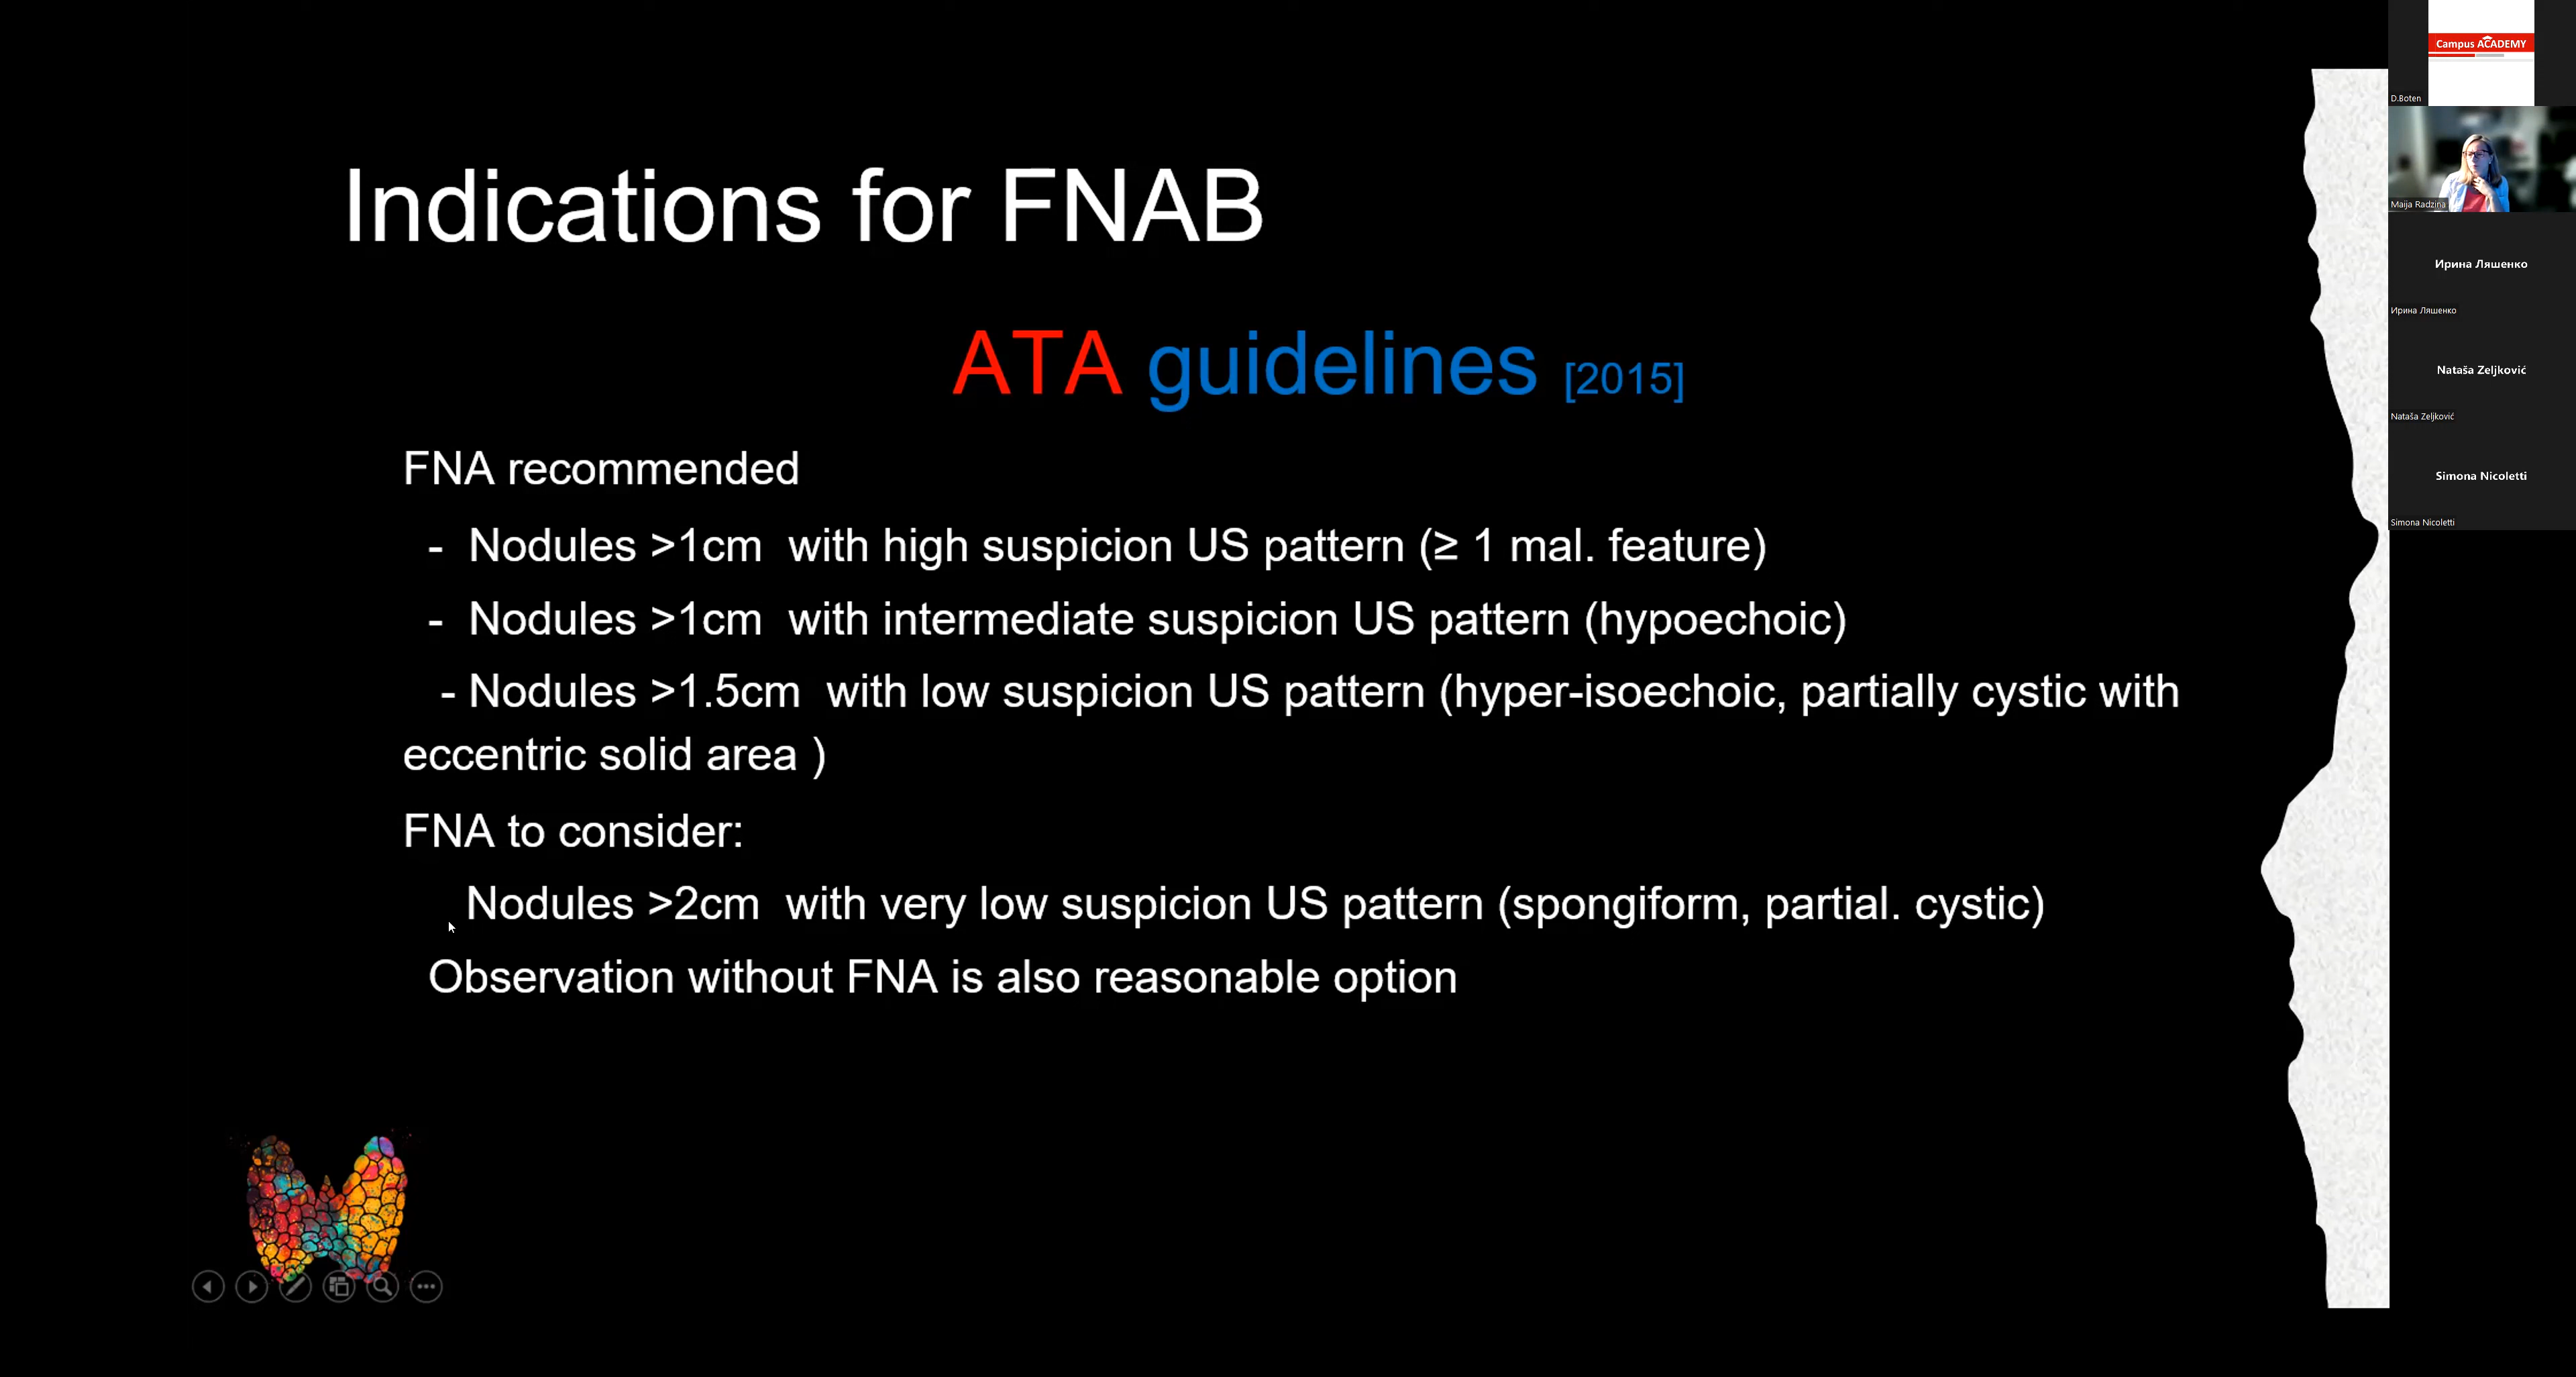 Indications for FNAB
ATA guidelines [2015]
FNA recommended
- Nodules >1cm with high suspicion US pattern (≥ 1 mal. feature)
- Nodules >1cm with intermediate suspicion US pattern (hypoechoic)
- Nodules >1.5cm with low suspicion US pattern (hyper-isoechoic, partially cystic with
eccentric solid area )
FNA to consider:
Nodules >2cm with very low suspicion US pattern (spongiform, partial. cystic)
Observation without FNA is also reasonable option
Campus ACADEMY
D.Boten
Maija Radzina
Ирина Ляшенко
Ирина Ляшенко
Nataša Zeljković
Nataša Zeljković
Simona Nicoletti
Simona Nicoletti